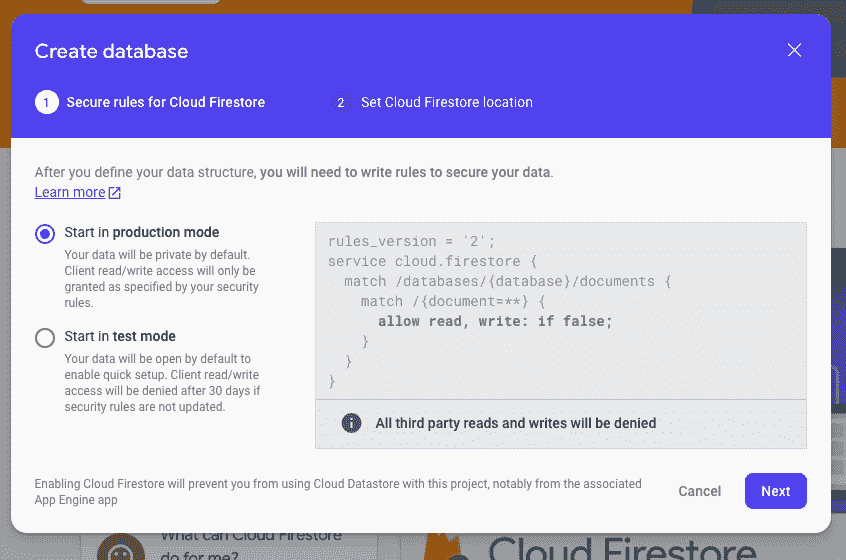 Create database
1 Secure rules for Cloud Firestore 2 Set Cloud Firestore location
After you define your data structure, you will need to write rules to secure your data.
Learn more
Start in production mode
Your data will be private by default.
Client read/write access will only be
granted as specified by your security
rules.
Start in test mode
Your data will be open by default to
enable quick setup. Client read/write
access will be denied after 30 days if
security rules are not updated.
rules_version = '2';
service cloud.firestore {
match /databases/{database}/documents {
match /{document=**} {
allow read, write: if false;
}
}
}
All third party reads and writes will be denied
Enabling Cloud Firestore will prevent you from using Cloud Datastore with this project, notably from the associated
App Engine app
Cancel Next
What can Cloud Firestore
do for me?
Cloud Firestore